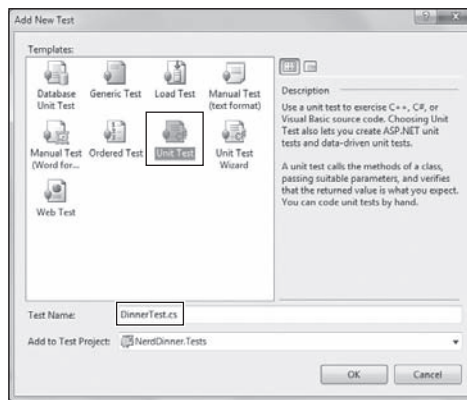 Add New Test
Templates:
Database Unit Test
Generic Test
Load Test
Manual Test (text format)
Manual Test (Word for...
Ordered Test
Unit Test
Unit Test Wizard
Web Test
Description
Use a unit test to exercise C++, C#, or
Visual Basic source code. Choosing Unit
Test also lets you create ASP.NET unit
tests and data-driven unit tests.
A unit test calls the methods of a class,
passing suitable parameters, and verifies
that the returned value is what you expect.
You can code unit tests by hand.
Test Name:
DinnerTest.cs
Add to Test Project:
NerdDinner.Tests
OK
Cancel